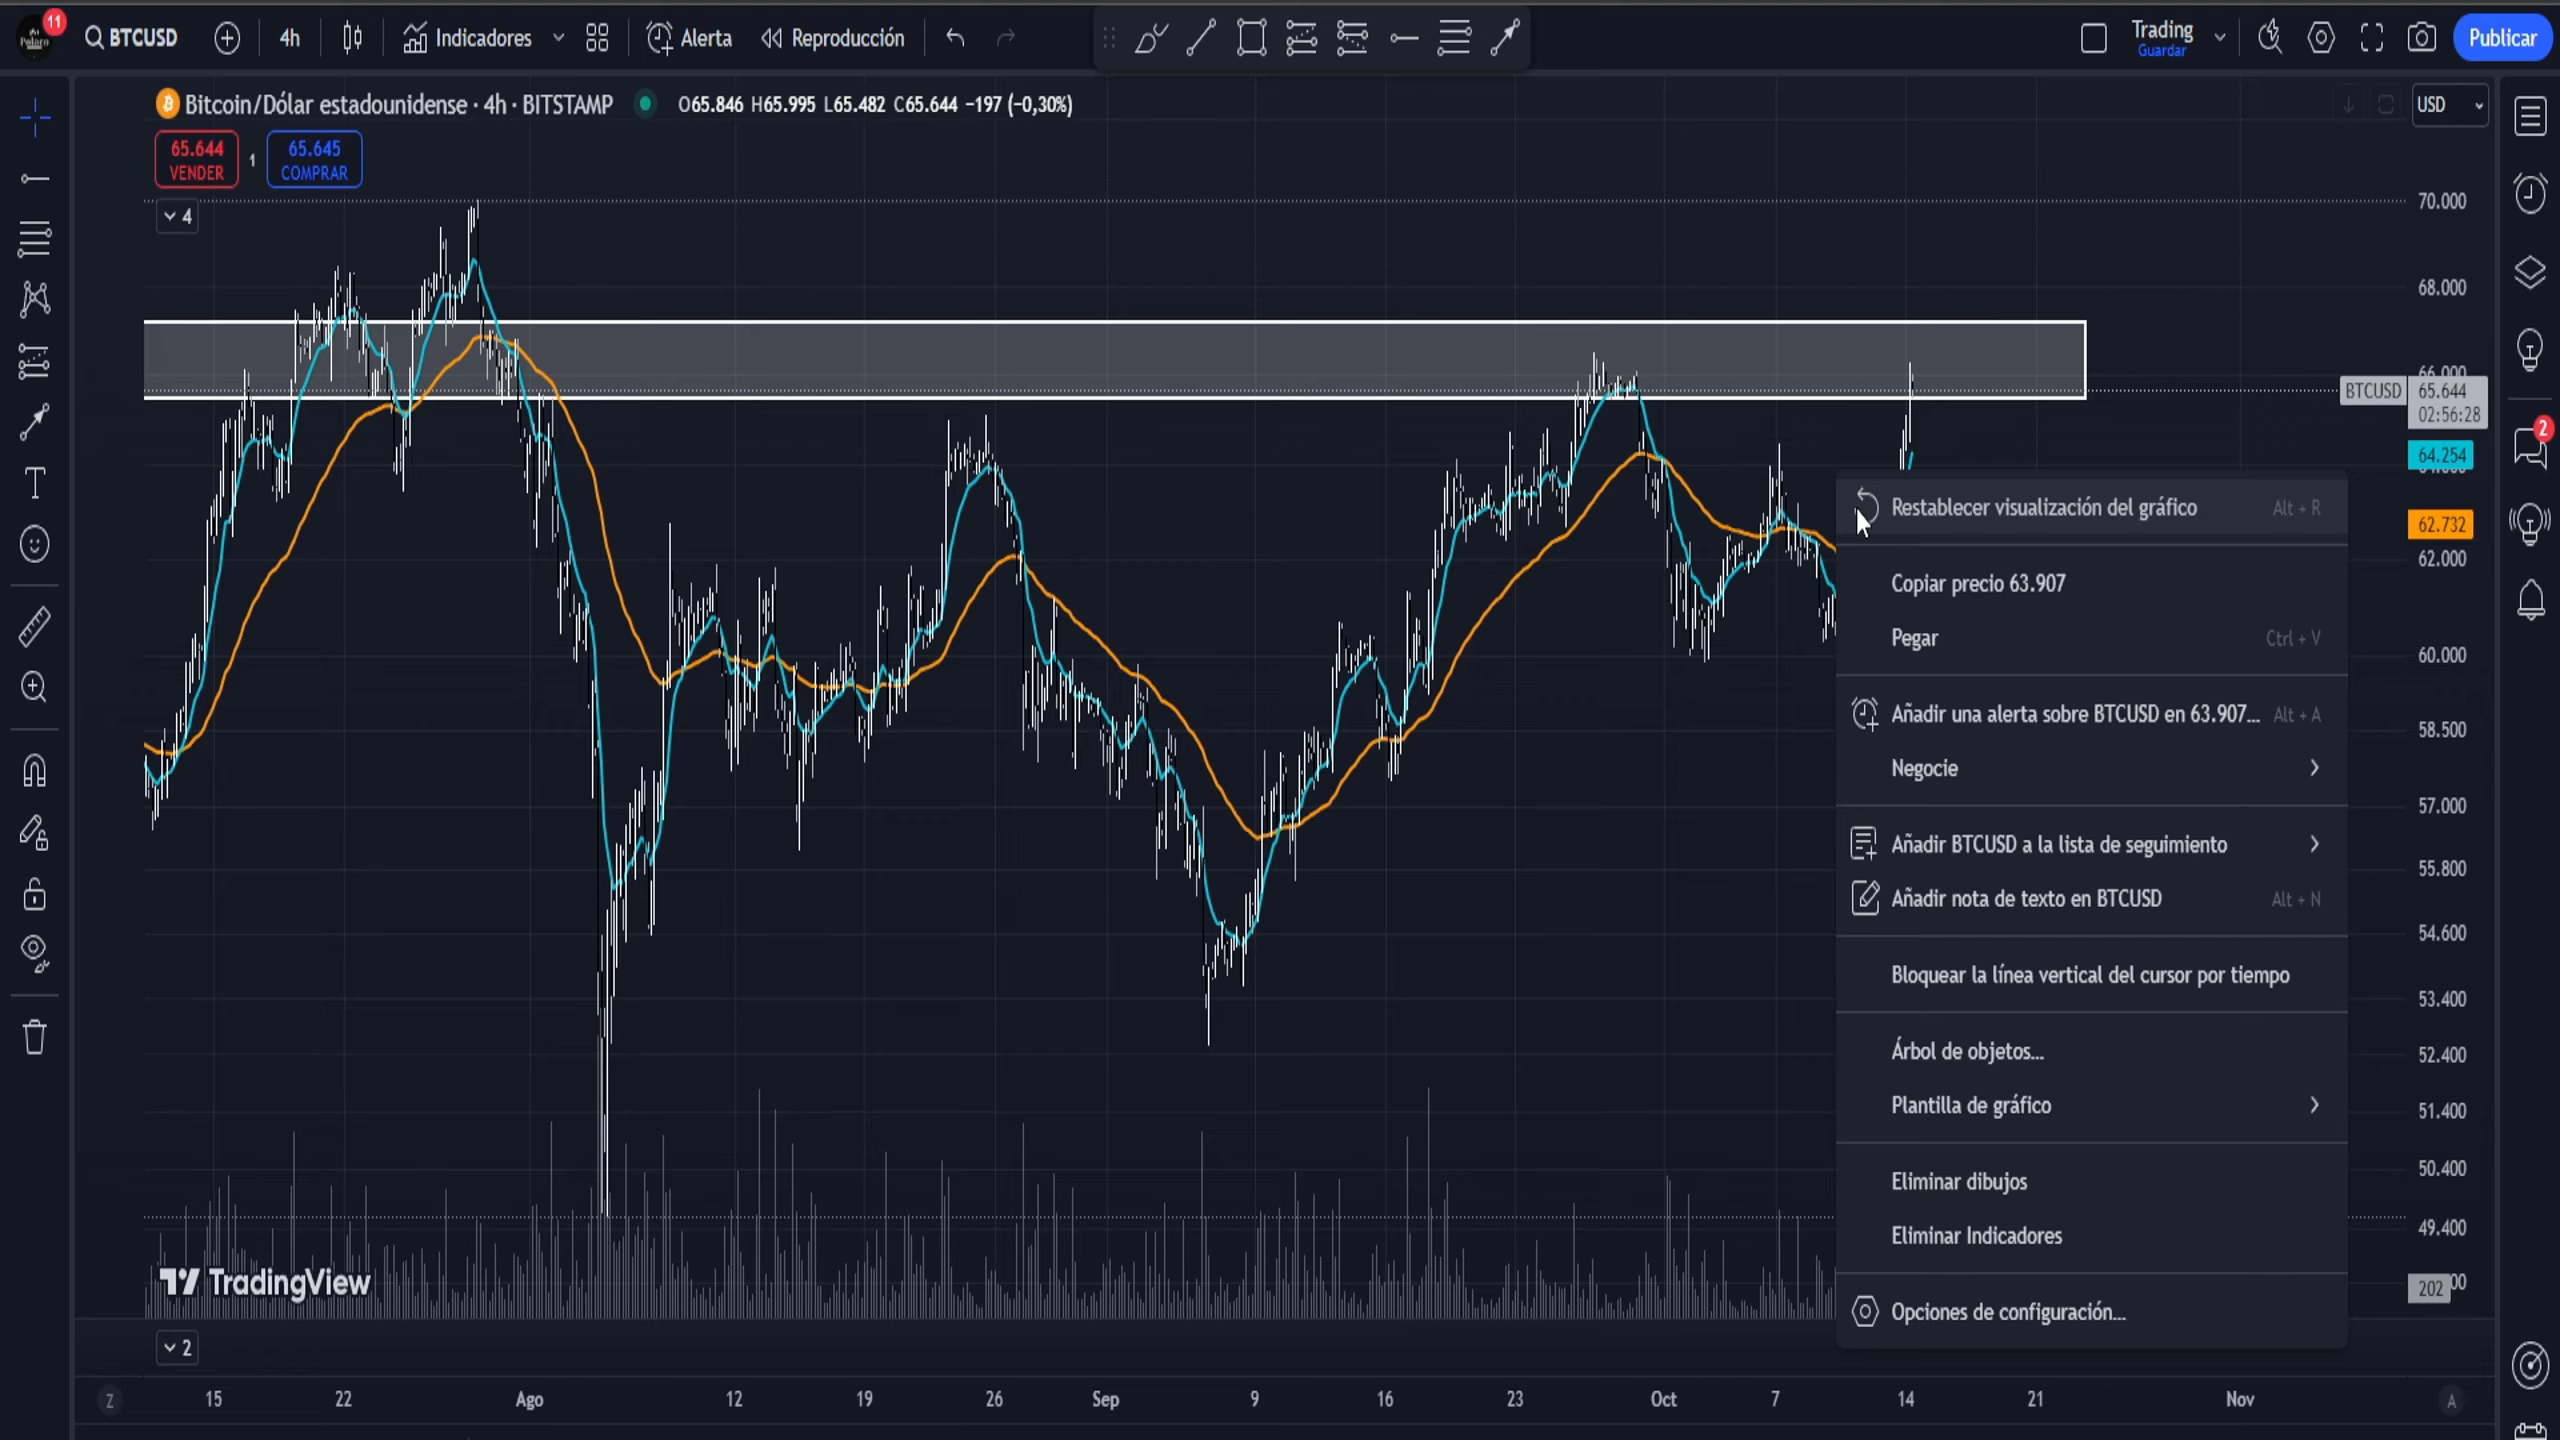 11
BTCUSD
4h
Indicadores
Alerta
Reproducción
Trading
Guardar
Publicar
Bitcoin/Dólar estadounidense · 4h · BITSTAMP
O65.846 H65.995 L65.482 C65.644 −197 (−0,30%)
USD
65.644
VENDER
1
65.645
COMPRAR
4
70.000
68.000
66.000
BTCUSD
65.644
02:56:28
2
64.254
62.732
62.000
60.000
58.500
57.000
55.800
54.600
53.400
52.400
51.400
50.400
49.400
202
Restablecer visualización del gráfico Alt + R
Copiar precio 63.907
Pegar Ctrl + V
Añadir una alerta sobre BTCUSD en 63.907... Alt + A
Negocie
Añadir BTCUSD a la lista de seguimiento
Añadir nota de texto en BTCUSD Alt + N
Bloquear la línea vertical del cursor por tiempo
Árbol de objetos...
Plantilla de gráfico
Eliminar dibujos
Eliminar Indicadores
Opciones de configuración...
TradingView
2
Z
15 22 Ago 12 19 26 Sep 9 16 23 Oct 7 14 21 Nov
A